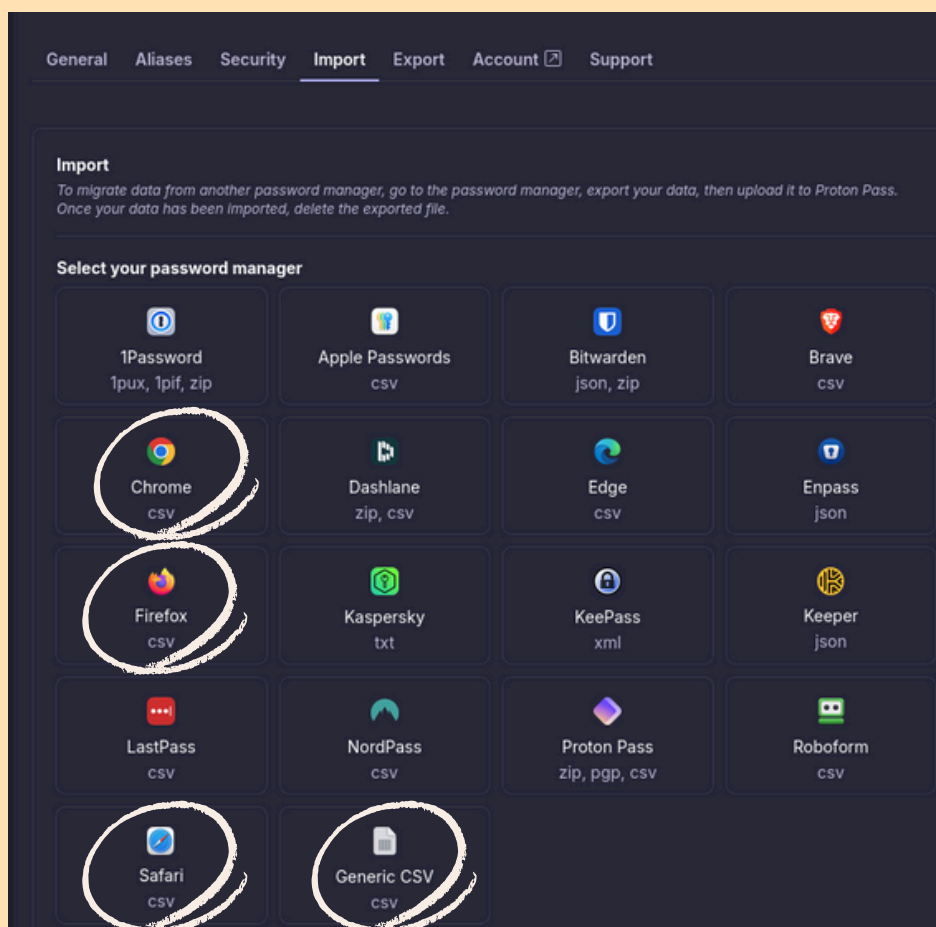 General Aliases Security Import Export Account Support
Import
To migrate data from another password manager, go to the password manager, export your data, then upload it to Proton Pass.
Once your data has been imported, delete the exported file.
Select your password manager
1Password Apple Passwords Bitwarden Brave
1pux, 1pif, zip csv json, zip csv
Chrome Dashlane Edge Enpass
csv zip, csv csv json
Firefox Kaspersky KeePass Keeper
csv txt xml json
LastPass NordPass Proton Pass Roboform
csv csv zip, pgp, csv csv
Safari Generic CSV
csv csv